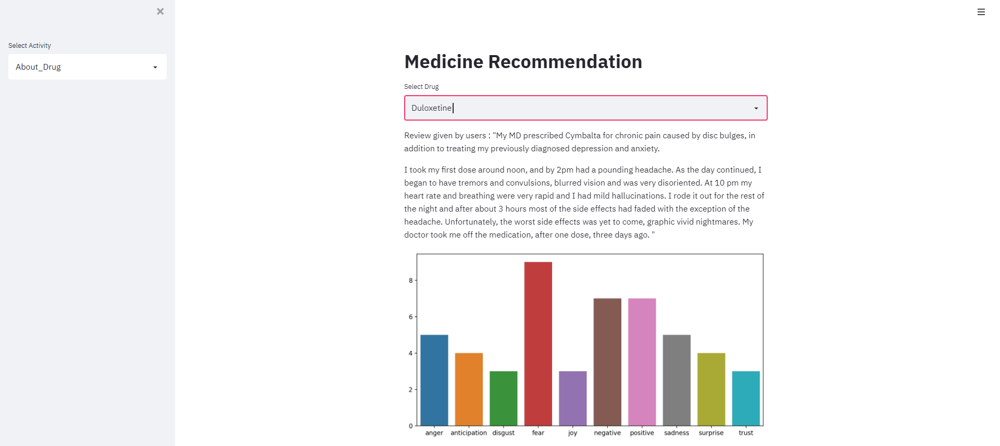 ×
Select Activity
About_Drug
Medicine Recommendation
Select Drug
Duloxetine
Review given by users : "My MD prescribed Cymbalta for chronic pain caused by disc bulges, in
addition to treating my previously diagnosed depression and anxiety.
I took my first dose around noon, and by 2pm had a pounding headache. As the day continued, I
began to have tremors and convulsions, blurred vision and was very disoriented. At 10 pm my
heart rate and breathing were very rapid and I had mild hallucinations. I rode it out for the rest of
the night and after about 3 hours most of the side effects had faded with the exception of the
headache. Unfortunately, the worst side effects was yet to come, graphic vivid nightmares. My
doctor took me off the medication, after one dose, three days ago. "
8
6
4
2
0
anger anticipation disgust fear joy negative positive sadness surprise trust